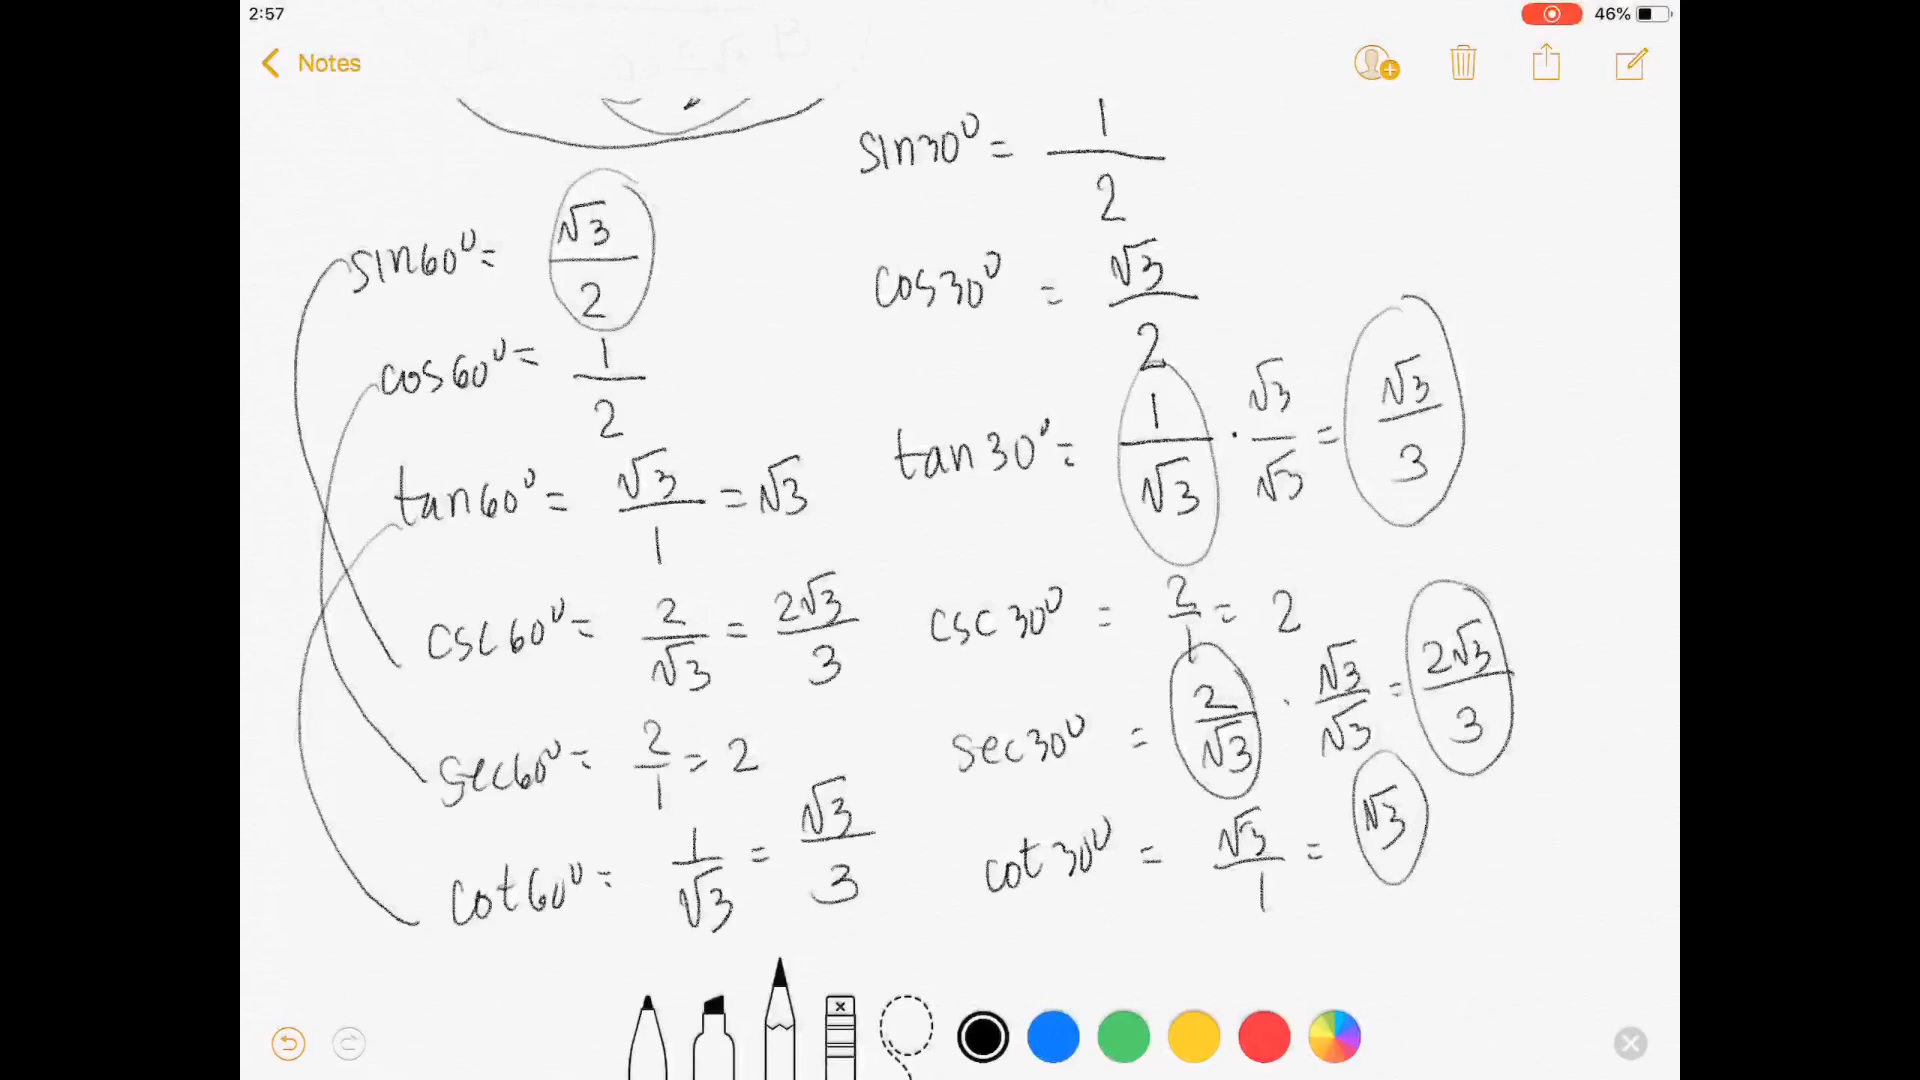 2:57
46%
Notes
sin30° = 1/2
sin60° = √3/2
cos30° = √3/2
cos60° = 1/2
tan30° = 1/√3 · √3/√3 = √3/3
tan60° = √3/1 = √3
csc60° = 2/√3 = 2√3/3
csc30° = 2/1 = 2
sec30° = 2/√3 · √3/√3 = 2√3/3
sec60° = 2/1 = 2
cot30° = √3/1 = √3
cot60° = 1/√3 = √3/3